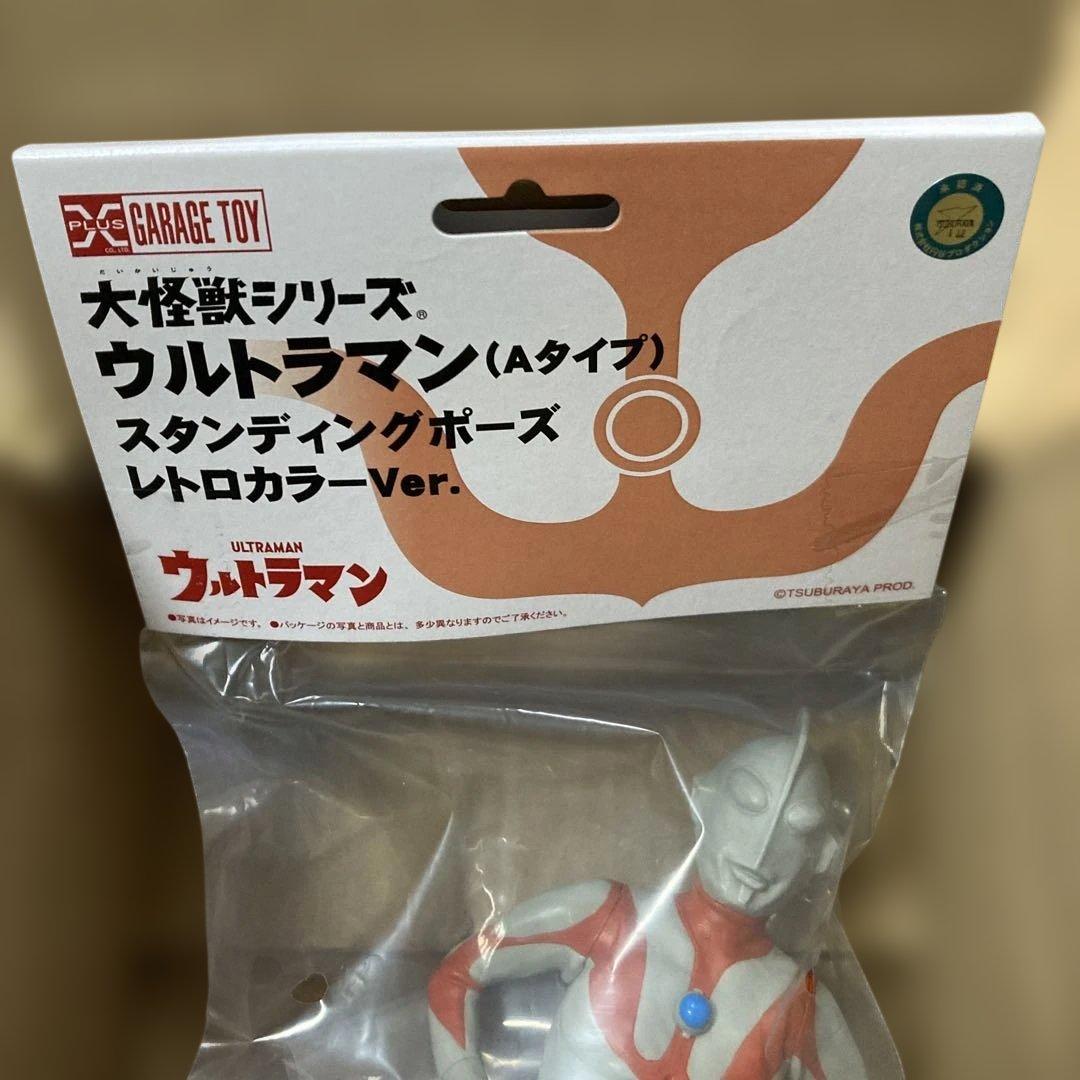 X PLUS CO., LTD. GARAGE TOY
だいかいじゅう
大怪獣シリーズ®
ウルトラマン(Aタイプ)
スタンディングポーズ
レトロカラーVer.
ULTRAMAN
ウルトラマン
©TSUBURAYA PROD.
●写真はイメージです。 ●パッケージの写真と商品とは、多少異なりますのでご了承ください。
承認済
TSUBURAYA